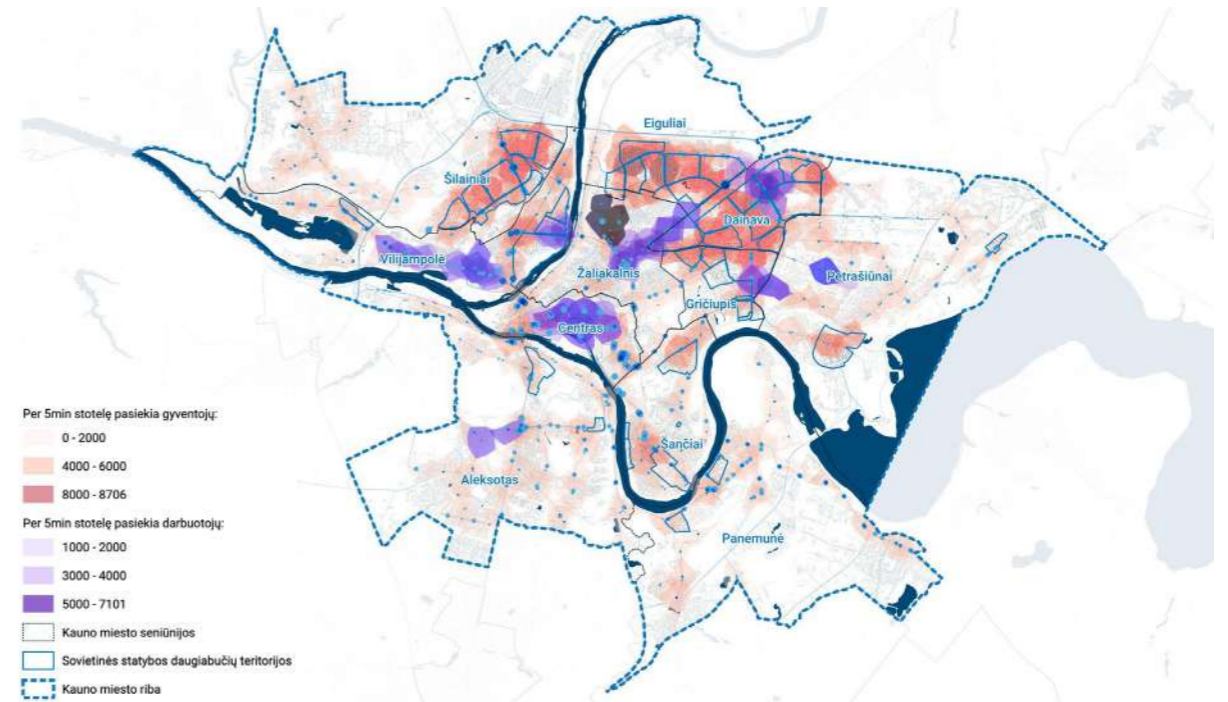 Eiguliai
Šilainiai
Dainava
Vilijampolė
Žaliakalnis
Petrašiūnai
Gričiupis
Centras
Per 5min stotelę pasiekia gyventojų:
0 - 2000
4000 - 6000
8000 - 8706
Šančiai
Aleksotas
Per 5min stotelę pasiekia darbuotojų:
1000 - 2000
Panemunė
3000 - 4000
5000 - 7101
Kauno miesto seniūnijos
Sovietinės statybos daugiabučių teritorijos
Kauno miesto riba